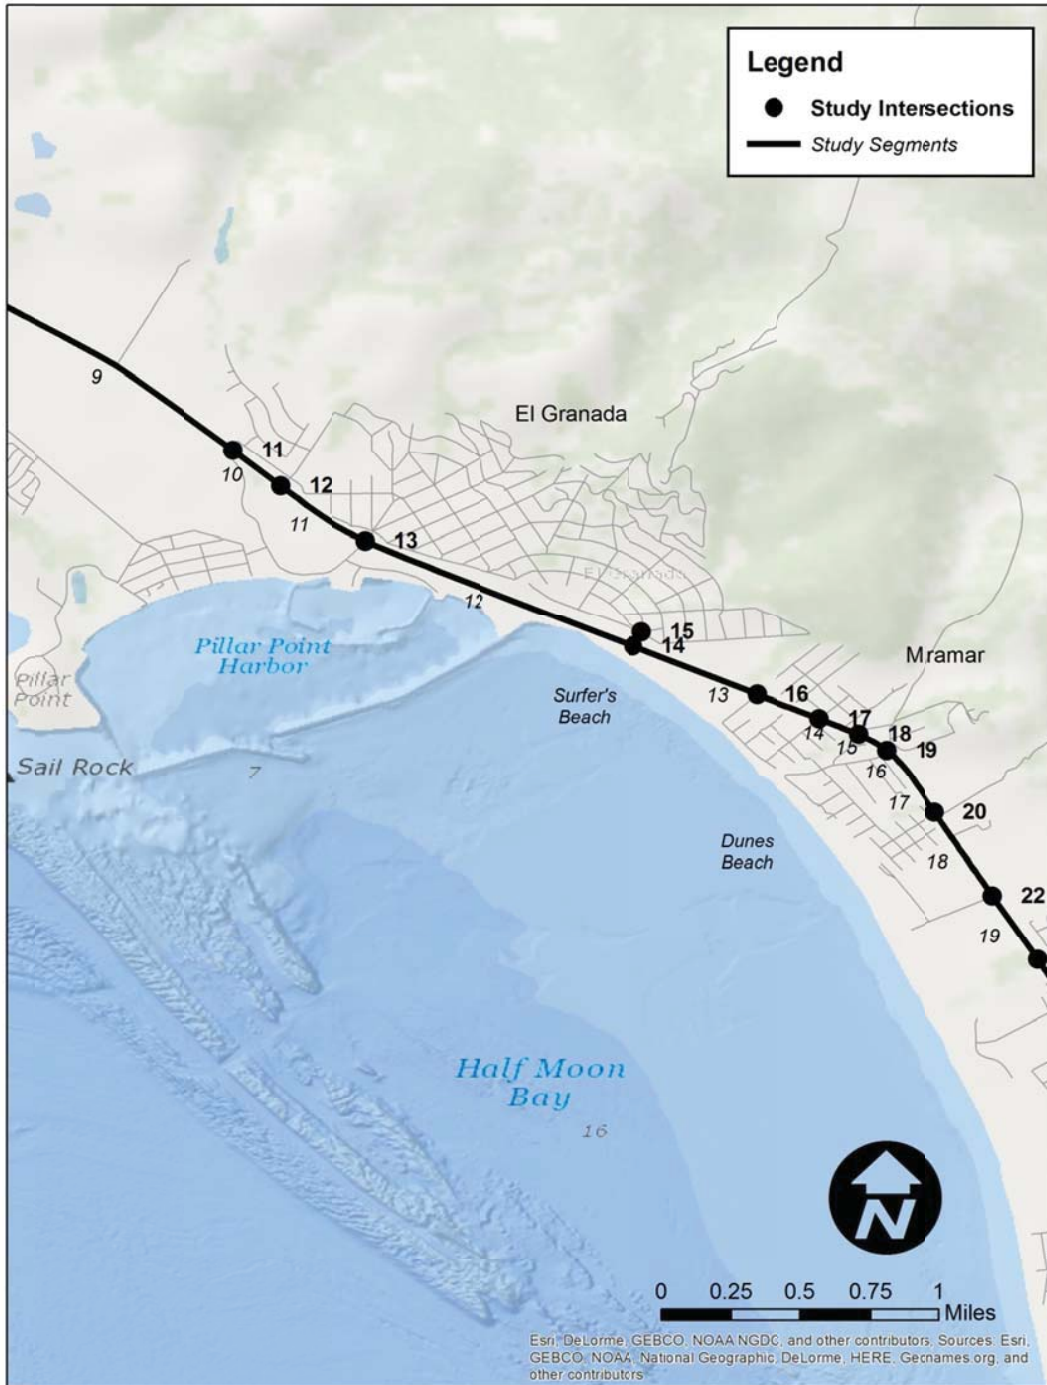 Legend
Study Intersections
Study Segments
9
El Granada
11
10
12
11
13
El Granada
12
15
14
Pillar Point
Harbor
Mramar
Pillar
Point
Surfer's
Beach
13
16
14
17
15
18
16
19
Sail Rock
7
17
20
Dunes
Beach
18
22
19
Half Moon
Bay
16
N
0 0.25 0.5 0.75 1
Miles
Esri, DeLorme, GEBCO, NOAA NGDC, and other contributors, Sources: Esri,
GEBCO, NOAA, National Geographic, DeLorme, HERE, Geonames.org, and
other contributors